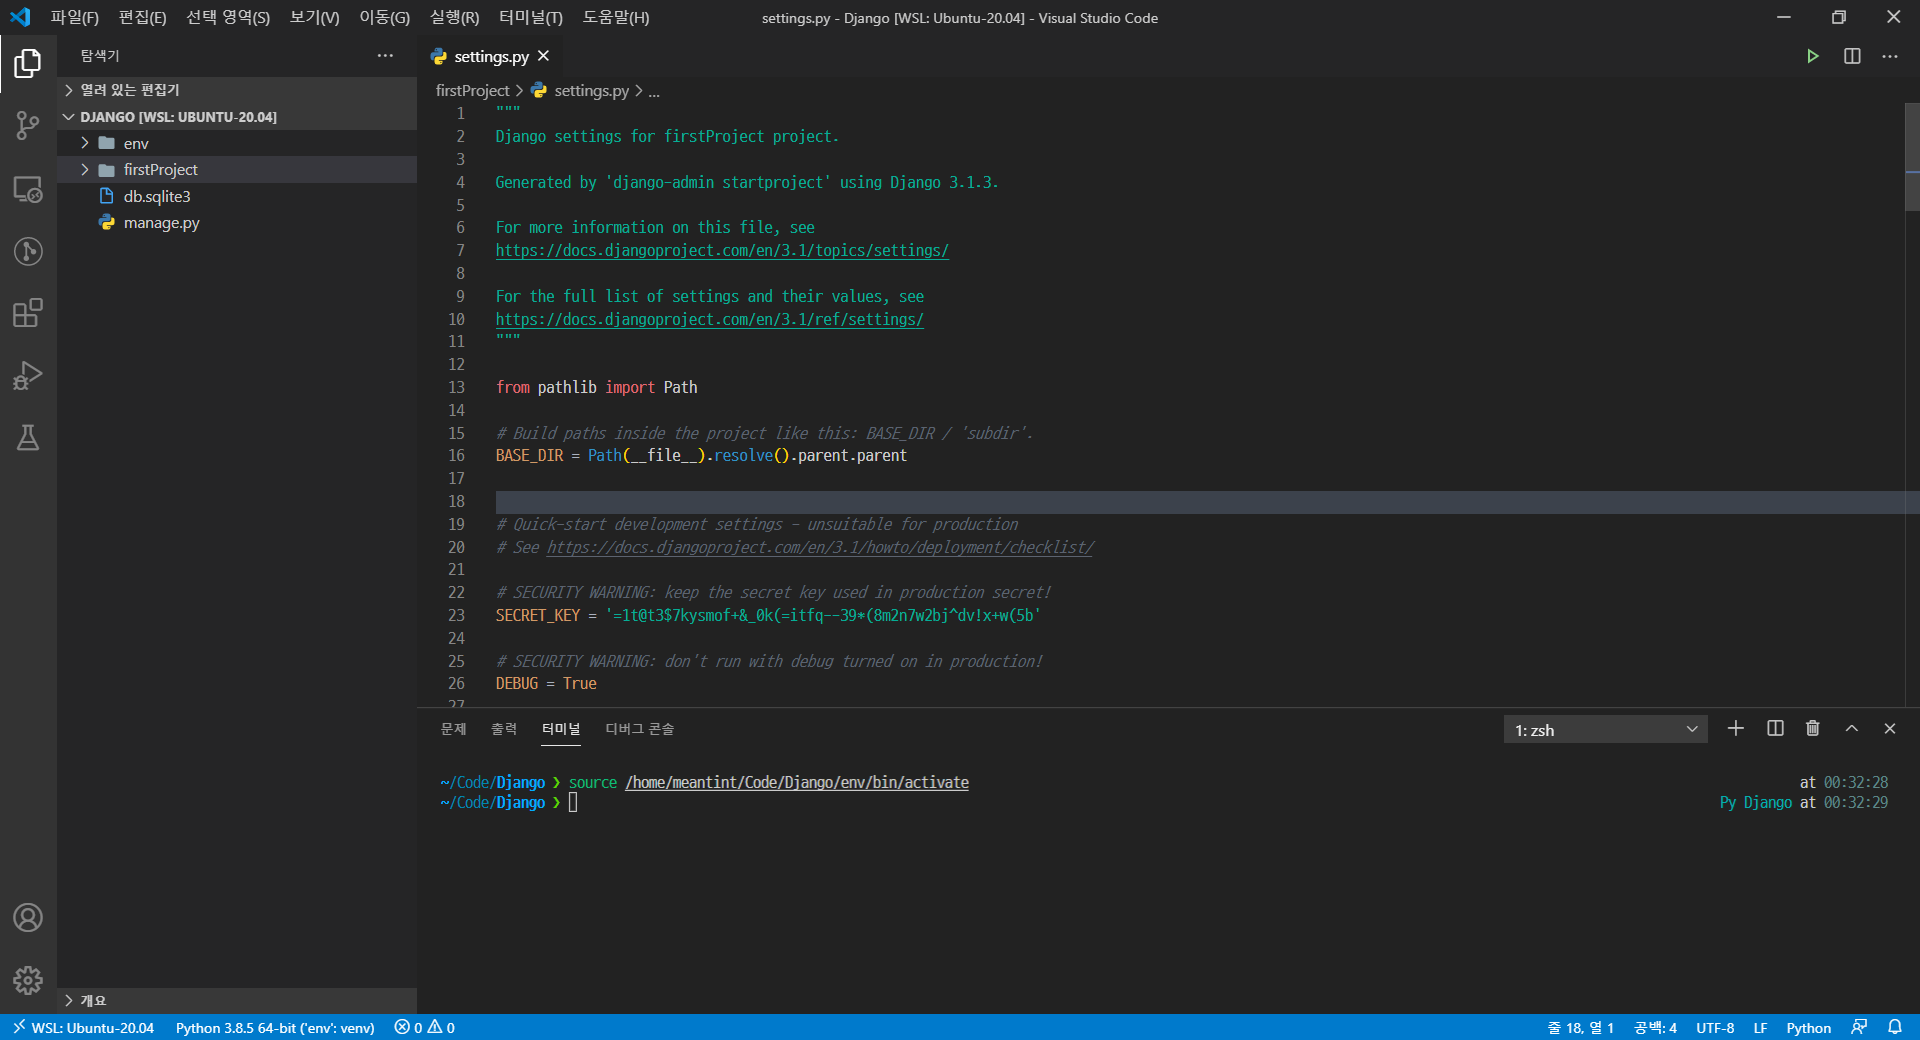 파일(F) 편집(E) 선택 영역(S) 보기(V) 이동(G) 실행(R) 터미널(T) 도움말(H)
settings.py - Django [WSL: Ubuntu-20.04] - Visual Studio Code
탐색기
열려 있는 편집기
DJANGO [WSL: UBUNTU-20.04]
env
firstProject
db.sqlite3
manage.py
개요
settings.py
firstProject > settings.py > ...
1 """
2 Django settings for firstProject project.
3
4 Generated by 'django-admin startproject' using Django 3.1.3.
5
6 For more information on this file, see
7 https://docs.djangoproject.com/en/3.1/topics/settings/
8
9 For the full list of settings and their values, see
10 https://docs.djangoproject.com/en/3.1/ref/settings/
11 """
12
13 from pathlib import Path
14
15 # Build paths inside the project like this: BASE_DIR / 'subdir'.
16 BASE_DIR = Path(__file__).resolve().parent.parent
17
18
19 # Quick-start development settings - unsuitable for production
20 # See https://docs.djangoproject.com/en/3.1/howto/deployment/checklist/
21
22 # SECURITY WARNING: keep the secret key used in production secret!
23 SECRET_KEY = '=1t@t3$7kysmof+&_0k(=itfq--39*(8m2n7w2bj^dv!x+w(5b'
24
25 # SECURITY WARNING: don't run with debug turned on in production!
26 DEBUG = True
27
문제 출력 터미널 디버그 콘솔
1: zsh
~/Code/Django ❯ source /home/meantint/Code/Django/env/bin/activate at 00:32:28
~/Code/Django ❯ Py Django at 00:32:29
WSL: Ubuntu-20.04 Python 3.8.5 64-bit ('env': venv) 0 0 줄 18, 열 1 공백: 4 UTF-8 LF Python